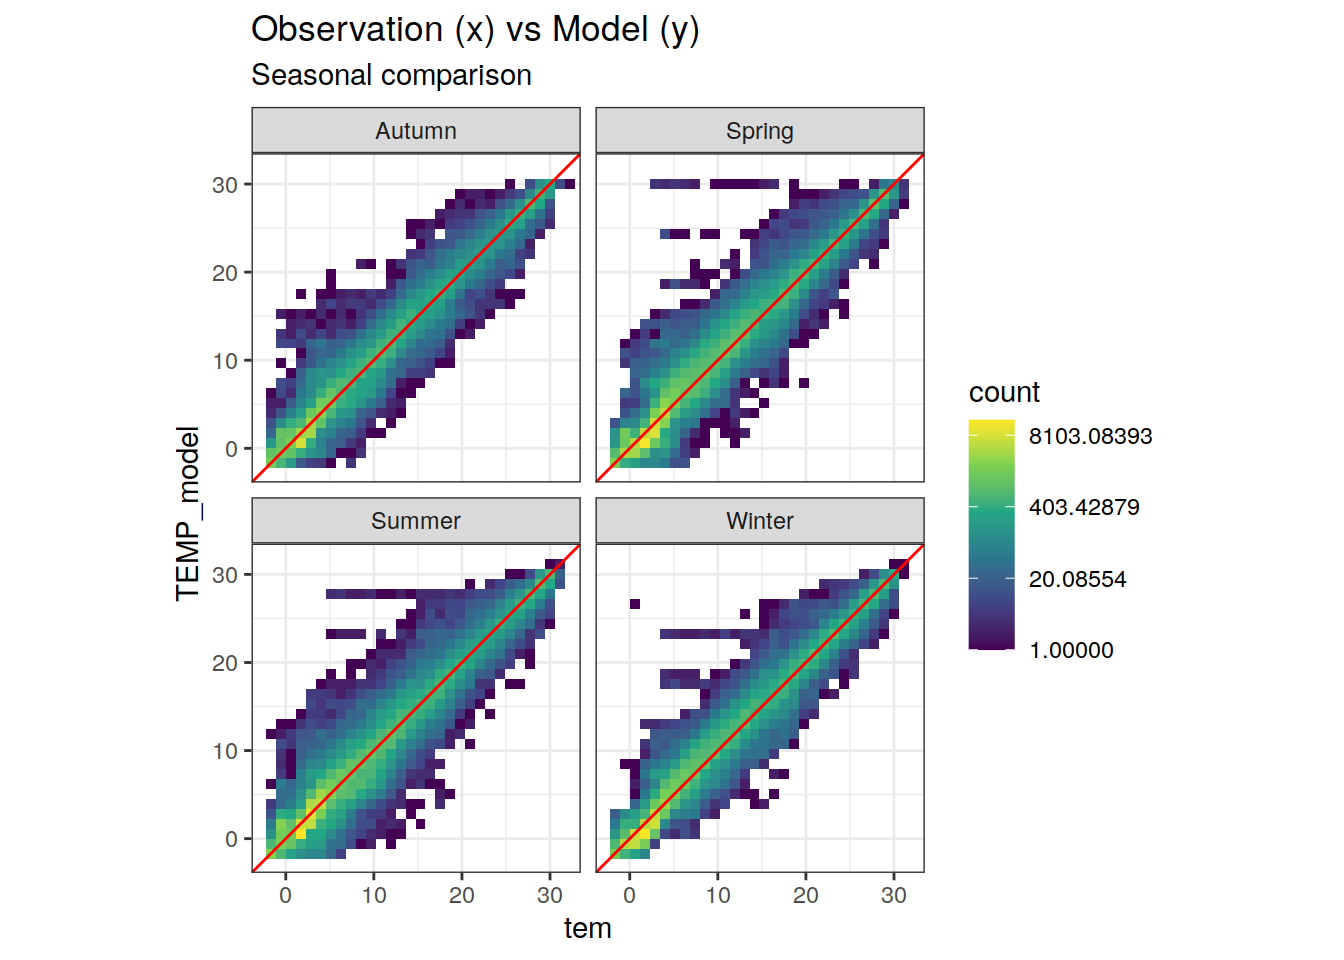 Observation (x) vs Model (y)
Seasonal comparison
Autumn
Spring
30
20
10
0
Summer
Winter
30
20
10
0
0
10
20
30
0
10
20
30
tem
TEMP_model
count
8103.08393
403.42879
20.08554
1.00000